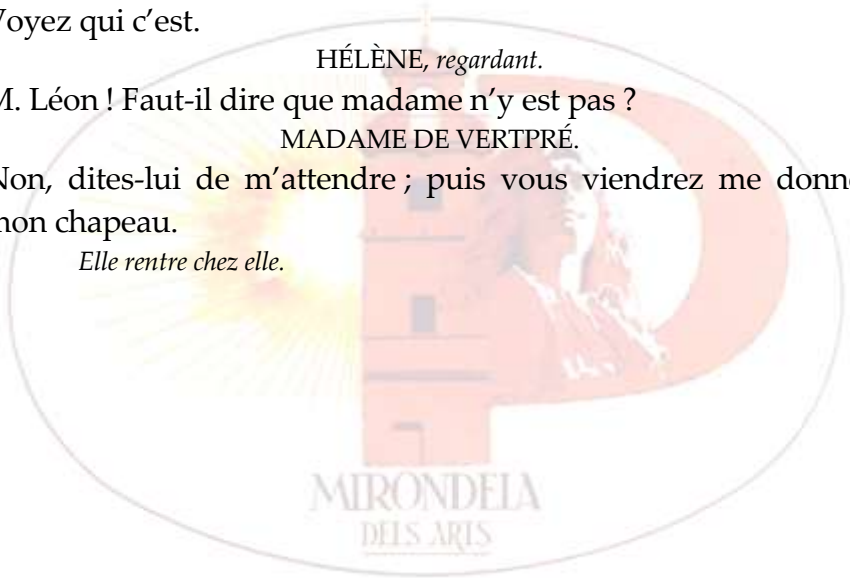 Voyez qui c’est.
HÉLÈNE, regardant.
M. Léon ! Faut-il dire que madame n’y est pas ?
MADAME DE VERTPRÉ.
Non, dites-lui de m’attendre ; puis vous viendrez me
mon chapeau.
Elle rentre chez elle.
MIRONDELA
DELS ARTS